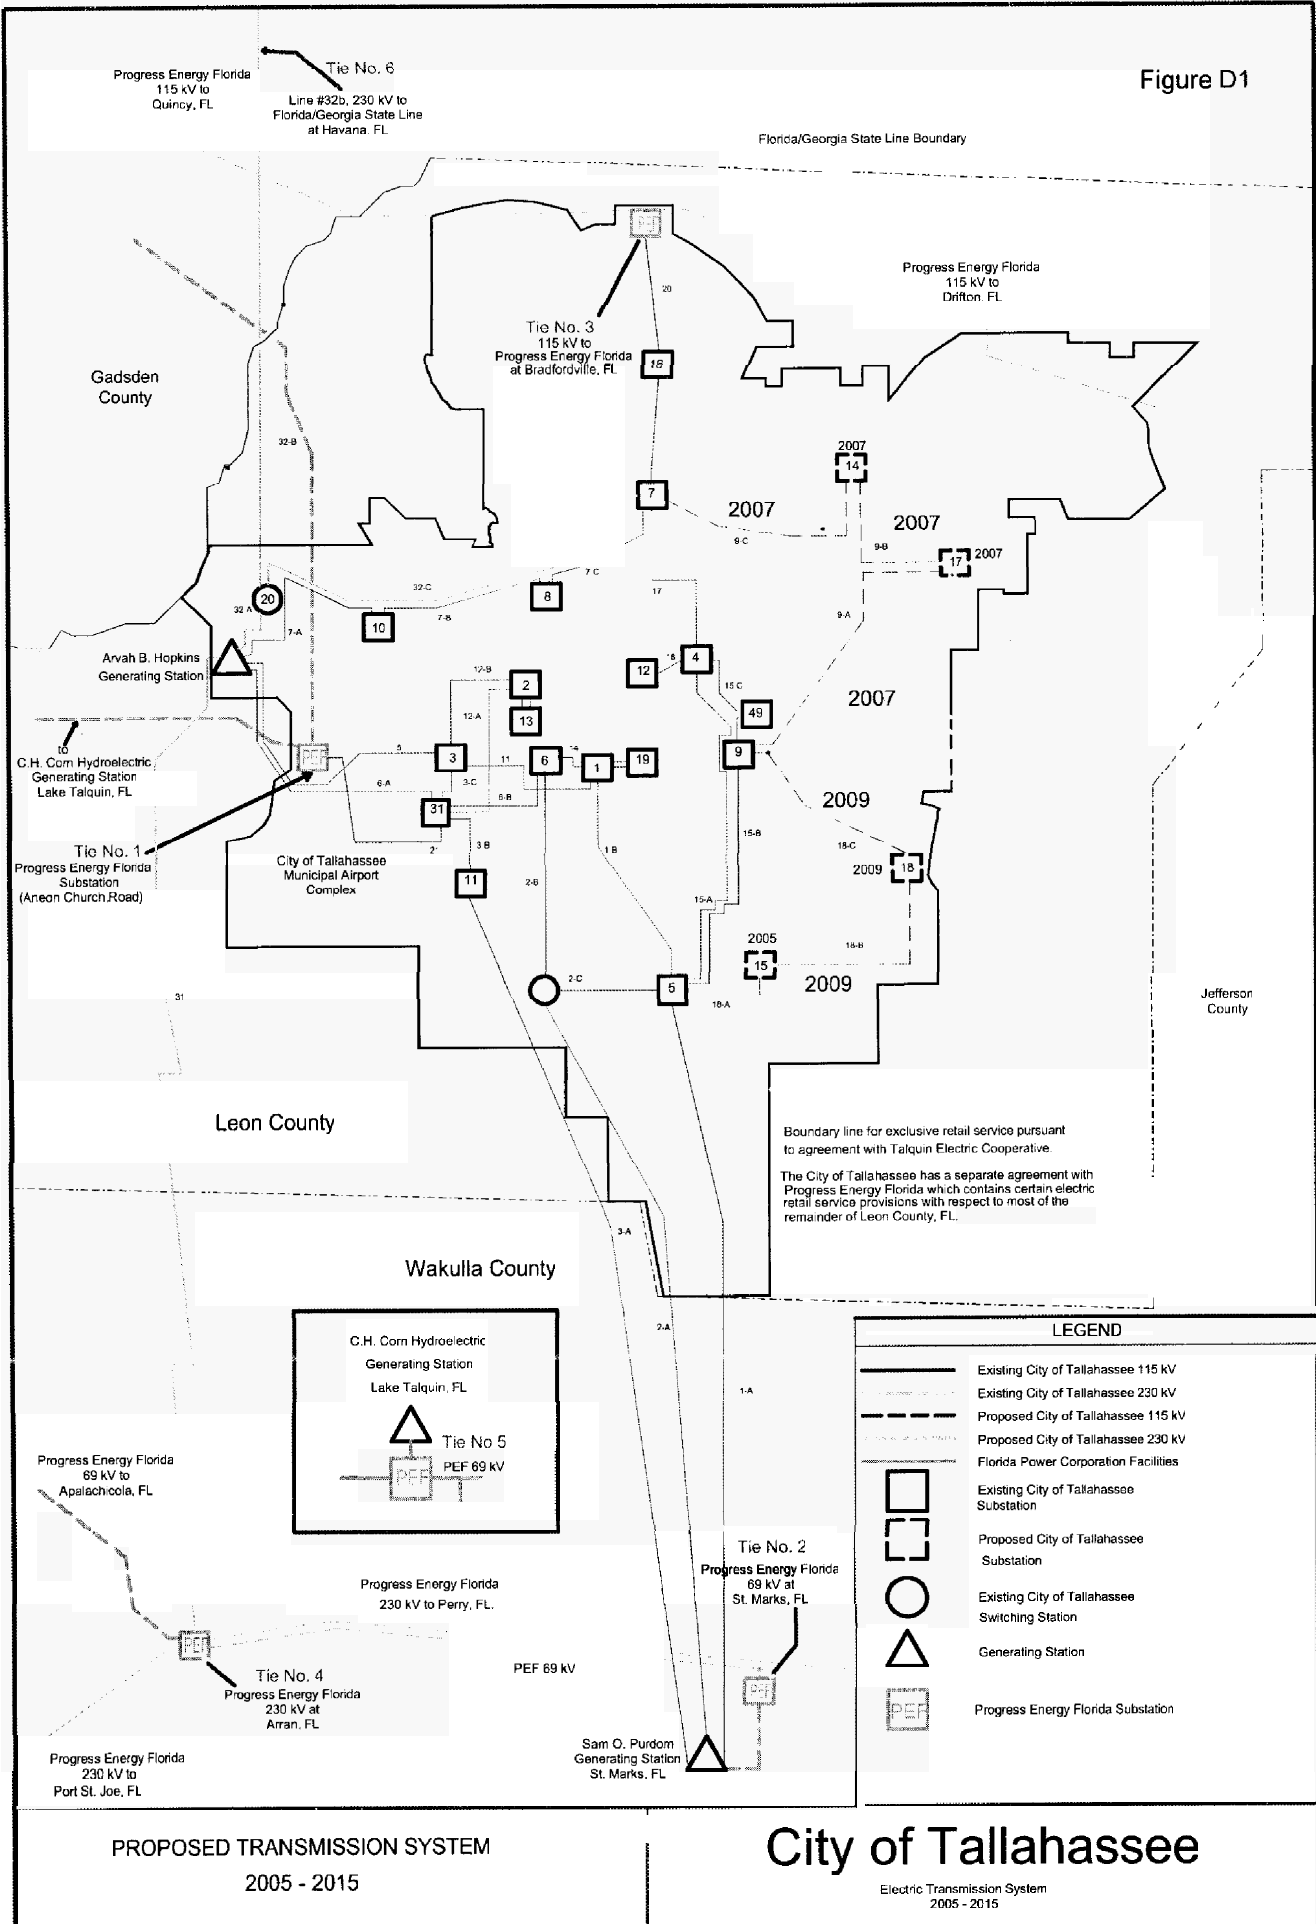 Figure D1
Tie No. 6
Progress Energy Florida
115 kV to
Quincy, FL
Line #32b, 230 kV to
Florida/Georgia State Line
at Havana. FL
Florida/Georgia State Line Boundary
PEF
Progress Energy Florida
115 kV to
Drifton. FL
20
Tie No. 3
115 kV to
Progress Energy Florida
at Bradfordville, FL
16
Gadsden
County
32-B
2007
14
7
2007
2007
9-C
9-B
17
2007
7 C
32-C
8
17
20
32 A
7-B
9-A
10
7-A
Arvah B. Hopkins
Generating Station
12-B
2
12
16
4
15 C
2007
12-A
13
49
to
C.H. Corn Hydroelectric
Generating Station
Lake Talquin, FL
PEF
5
3
11
6
14
1
19
9
6-A
3-C
6-B
2009
31
15-B
Tie No. 1
Progress Energy Florida
Substation
(Aneon Church.Road)
City of Tallahassee
Municipal Airport
Complex
2
3 B
1 B
18-C
2009
18
11
2-B
15-A
2005
15
18-B
2-C
5
18-A
2009
31
Jefferson
County
Leon County
Boundary line for exclusive retail service pursuant
to agreement with Talquin Electric Cooperative.
The City of Tallahassee has a separate agreement with
Progress Energy Florida which contains certain electric
retail service provisions with respect to most of the
remainder of Leon County, FL.
3-A
Wakulla County
2-A
1-A
C.H. Corn Hydroelectric
Generating Station
Lake Talquin, FL
Tie No 5
PEF
PEF 69 kV
LEGEND
Existing City of Tallahassee 115 kV
Existing City of Tallahassee 230 kV
Proposed City of Tallahassee 115 kV
Proposed City of Tallahassee 230 kV
Florida Power Corporation Facilities
Existing City of Tallahassee
Substation
Proposed City of Tallahassee
Substation
Existing City of Tallahassee
Switching Station
Generating Station
PEF
Progress Energy Florida Substation
Progress Energy Florida
69 kV to
Apalachicola, FL
Progress Energy Florida
230 kV to Perry, FL.
Tie No. 2
Progress Energy Florida
69 kV at
St. Marks, FL
PEF
PEF 69 kV
PEF
Tie No. 4
Progress Energy Florida
230 kV at
Arran. FL
Progress Energy Florida
230 kV to
Port St. Joe, FL
Sam O. Purdom
Generating Station
St. Marks, FL
PROPOSED TRANSMISSION SYSTEM
2005 - 2015
City of Tallahassee
Electric Transmission System
2005 - 2015